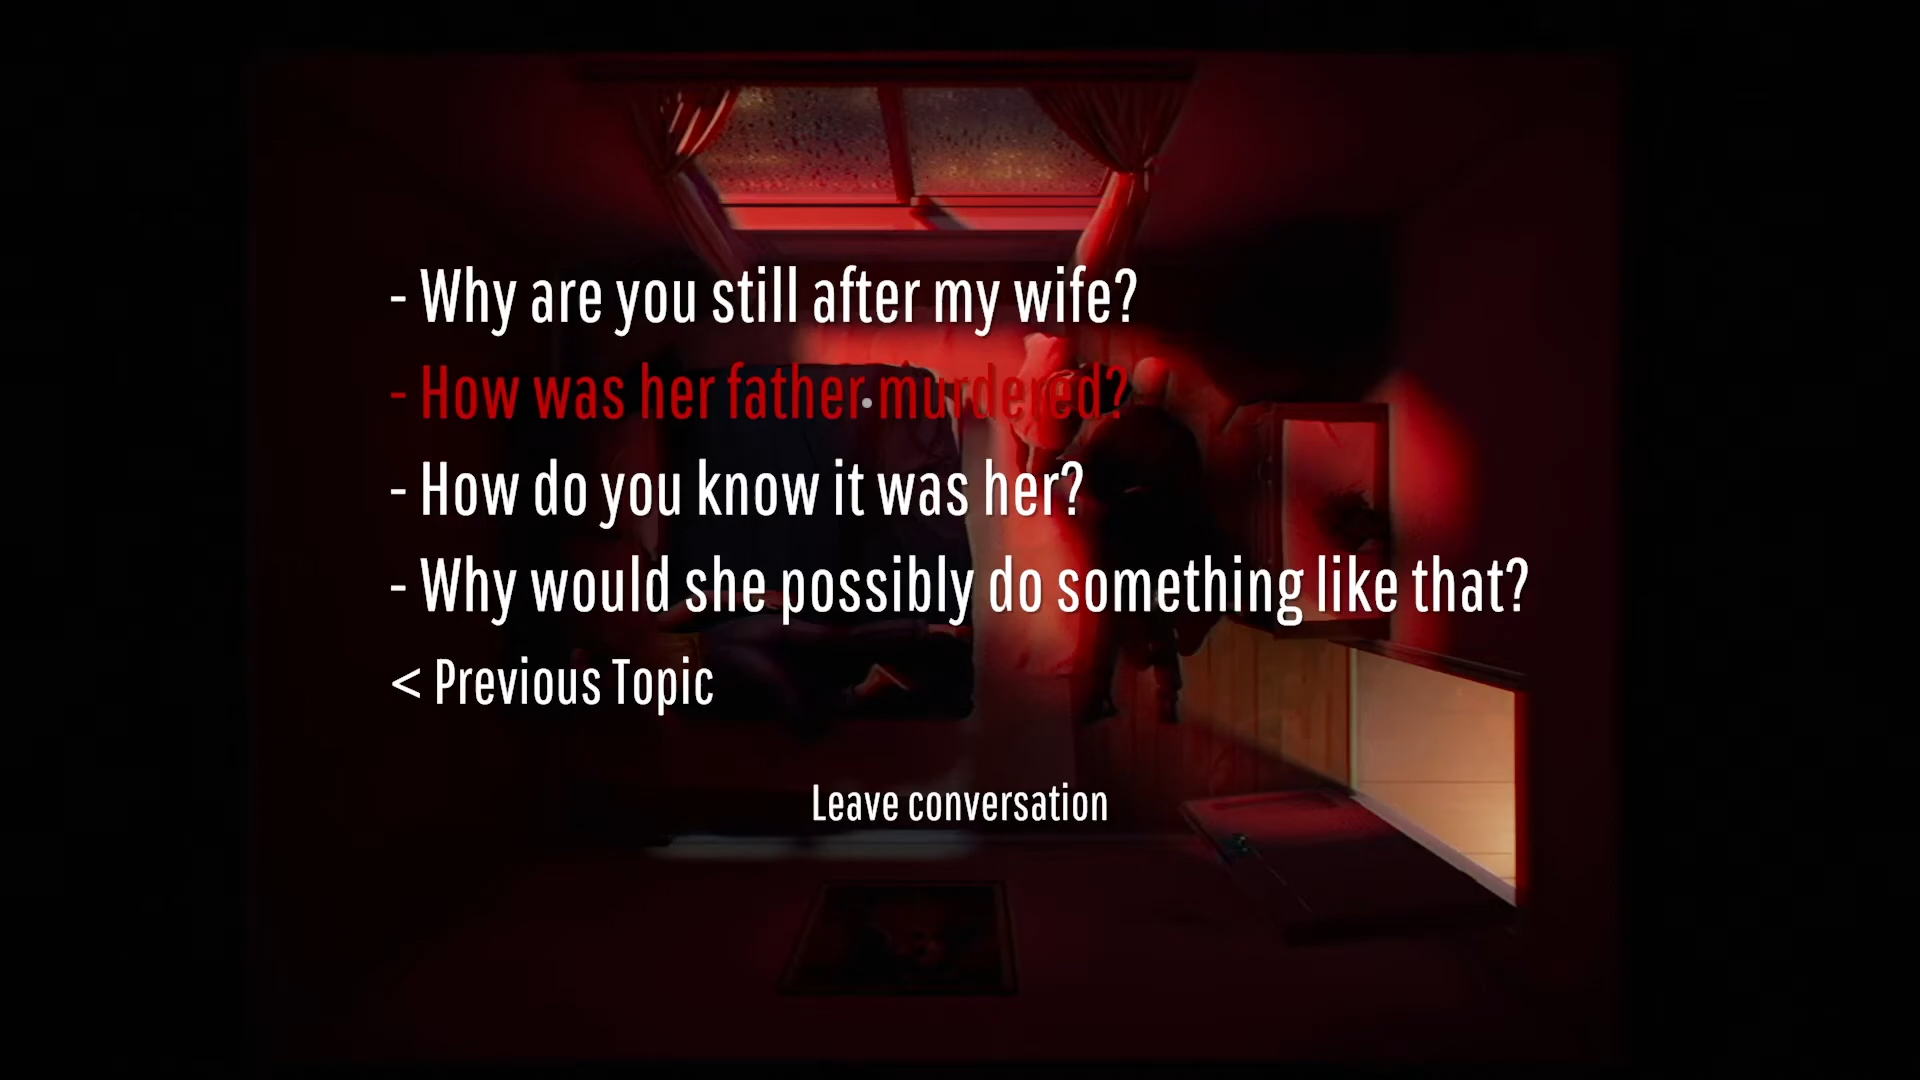 - Why are you still after my wife?
- How was her father murdered?
- How do you know it was her?
- Why would she possibly do something like that?
< Previous Topic
Leave conversation